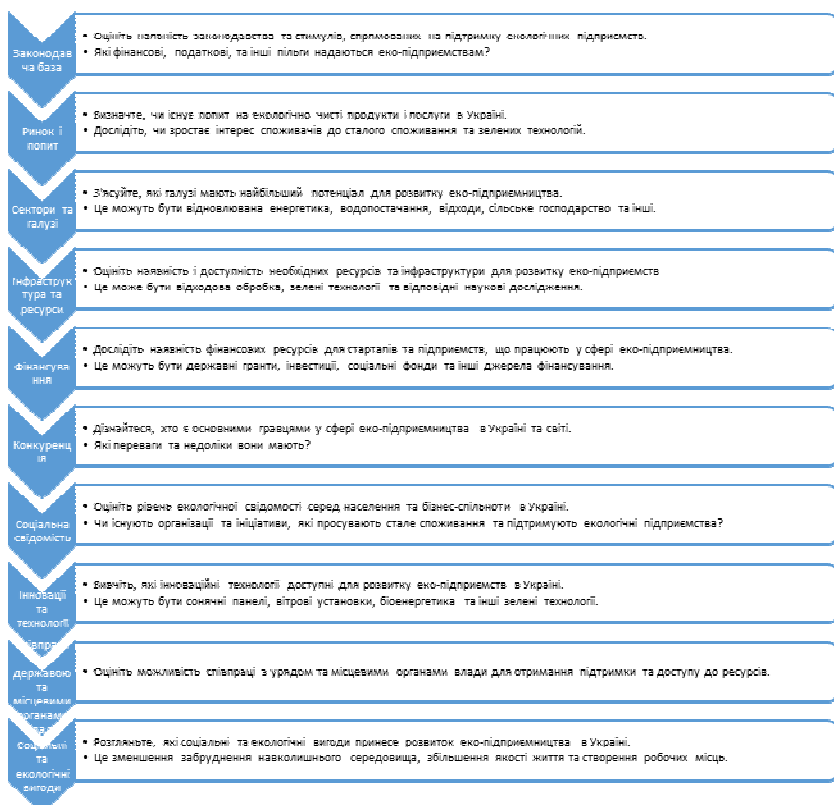 Законодав
ча база
• Оцініть наявність законодавства та стимулів, спрямованих на підтримку екологічних підприємств.
• Які фінансові, податкові, та інші пільги надаються еко-підприємствам?
Ринок і
попит
• Визначте, чи існує попит на екологічно чисті продукти і послуги в Україні.
• Дослідіть, чи зростає інтерес споживачів до сталого споживання та зелених технологій.
Сектори та
галузі
• З'ясуйте, які галузі мають найбільший потенціал для розвитку еко-підприємництва.
• Це можуть бути відновлювана енергетика, водопостачання, відходи, сільське господарство та інші.
Інфраструк
тура та
ресурси
• Оцініть наявність і доступність необхідних ресурсів та інфраструктури для розвитку еко-підприємств
• Це може бути відходова обробка, зелені технології та відповідні наукові дослідження.
Фінансува
ння
• Дослідіть наявність фінансових ресурсів для стартапів та підприємств, що працюють у сфері еко-підприємництва.
• Це можуть бути державні гранти, інвестиції, соціальні фонди та інші джерела фінансування.
Конкуренц
ія
• Дізнайтеся, хто є основними гравцями у сфері еко-підприємництва в Україні та світі.
• Які переваги та недоліки вони мають?
Соціальна
свідомість
• Оцініть рівень екологічної свідомості серед населення та бізнес-спільноти в Україні.
• Чи існують організації та ініціативи, які просувають стале споживання та підтримують екологічні підприємства?
Інновації
та
технології
• Вивчіть, які інноваційні технології доступні для розвитку еко-підприємств в Україні.
• Це можуть бути сонячні панелі, вітрові установки, біоенергетика та інші зелені технології.
державою
та
місцевими
органами
• Оцініть можливість співпраці з урядом та місцевими органами влади для отримання підтримки та доступу до ресурсів.
Соціальні
та
екологічні
вигоди
• Розгляньте, які соціальні та екологічні вигоди принесе розвиток еко-підприємництва в Україні.
• Це зменшення забруднення навколишнього середовища, збільшення якості життя та створення робочих місць.